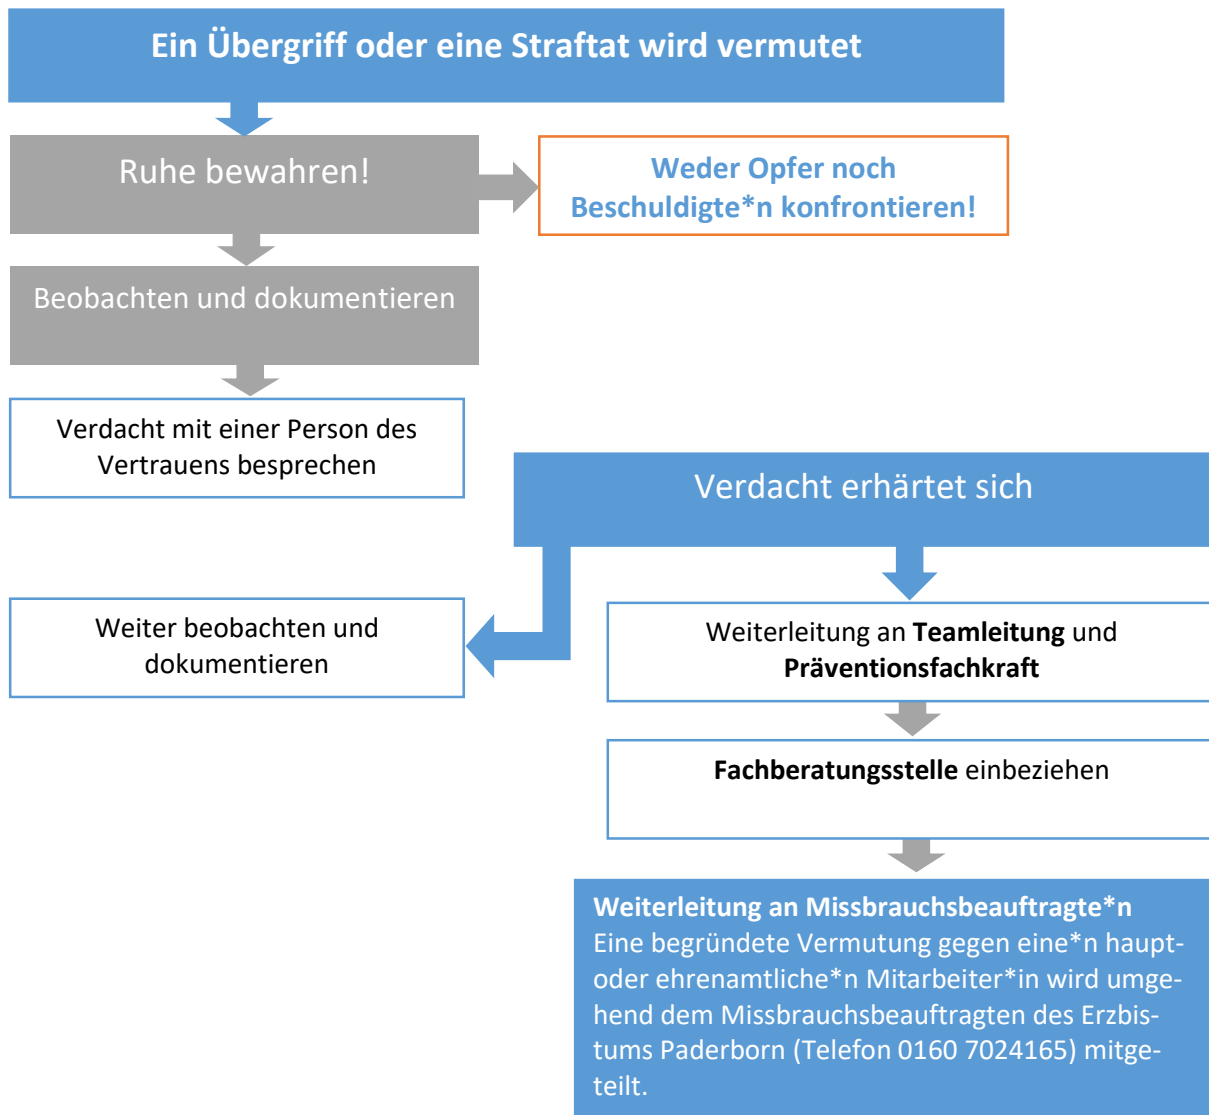 Ein Übergriff oder eine Straftat wird vermutet
Ruhe bewahren!
Weder Opfer noch
Beschuldigte*n konfrontieren!
Beobachten und dokumentieren
Verdacht mit einer Person des
Vertrauens besprechen
Verdacht erhärtet sich
Weiter beobachten und
dokumentieren
Weiterleitung an Teamleitung und
Präventionsfachkraft
Fachberatungsstelle einbeziehen
Weiterleitung an Missbrauchsbeauftragte*n
Eine begründete Vermutung gegen eine*n haupt-
oder ehrenamtliche*n Mitarbeiter*in wird umge-
hend dem Missbrauchsbeauftragten des Erzbis-
tums Paderborn (Telefon 0160 7024165) mitge-
teilt.